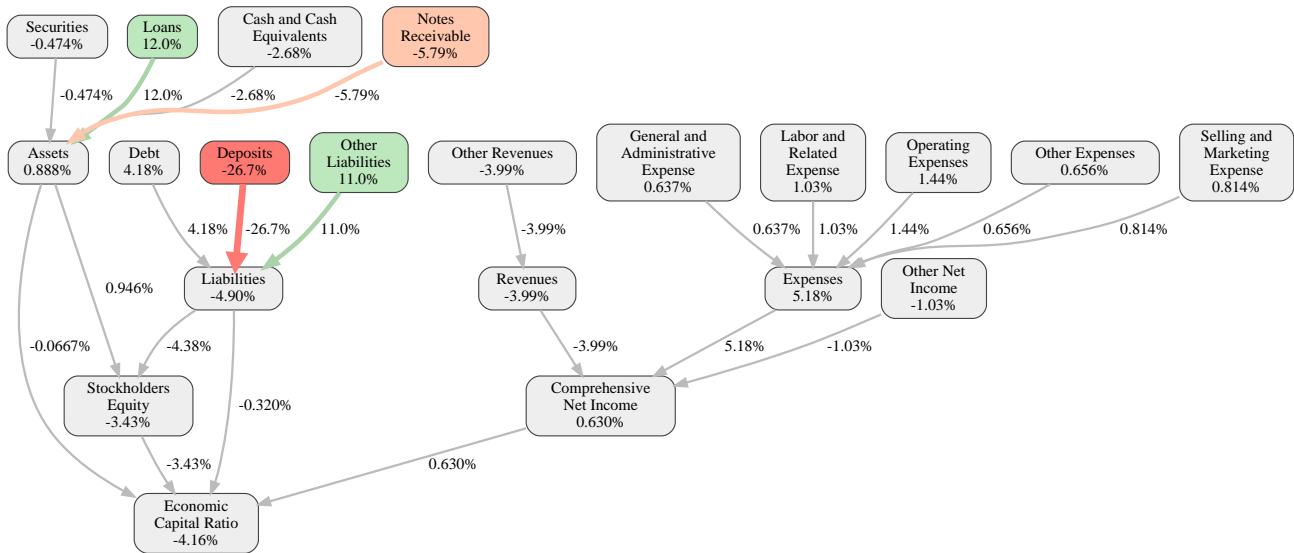 Securities
-0.474%
Loans
12.0%
Cash and Cash
Equivalents
-2.68%
Notes
Receivable
-5.79%
-0.474%
12.0%
-2.68%
-5.79%
Assets
0.888%
Debt
4.18%
Deposits
-26.7%
Other
Liabilities
11.0%
Other Revenues
-3.99%
General and
Administrative
Expense
0.637%
Labor and
Related
Expense
1.03%
Operating
Expenses
1.44%
Other Expenses
0.656%
Selling and
Marketing
Expense
0.814%
4.18%
-26.7%
11.0%
-3.99%
0.637%
1.03%
1.44%
0.656%
0.814%
0.946%
Liabilities
-4.90%
Revenues
-3.99%
Expenses
5.18%
Other Net
Income
-1.03%
-0.0667%
-4.38%
-3.99%
5.18%
-1.03%
Stockholders
Equity
-3.43%
-0.320%
Comprehensive
Net Income
0.630%
-3.43%
0.630%
Economic
Capital Ratio
-4.16%